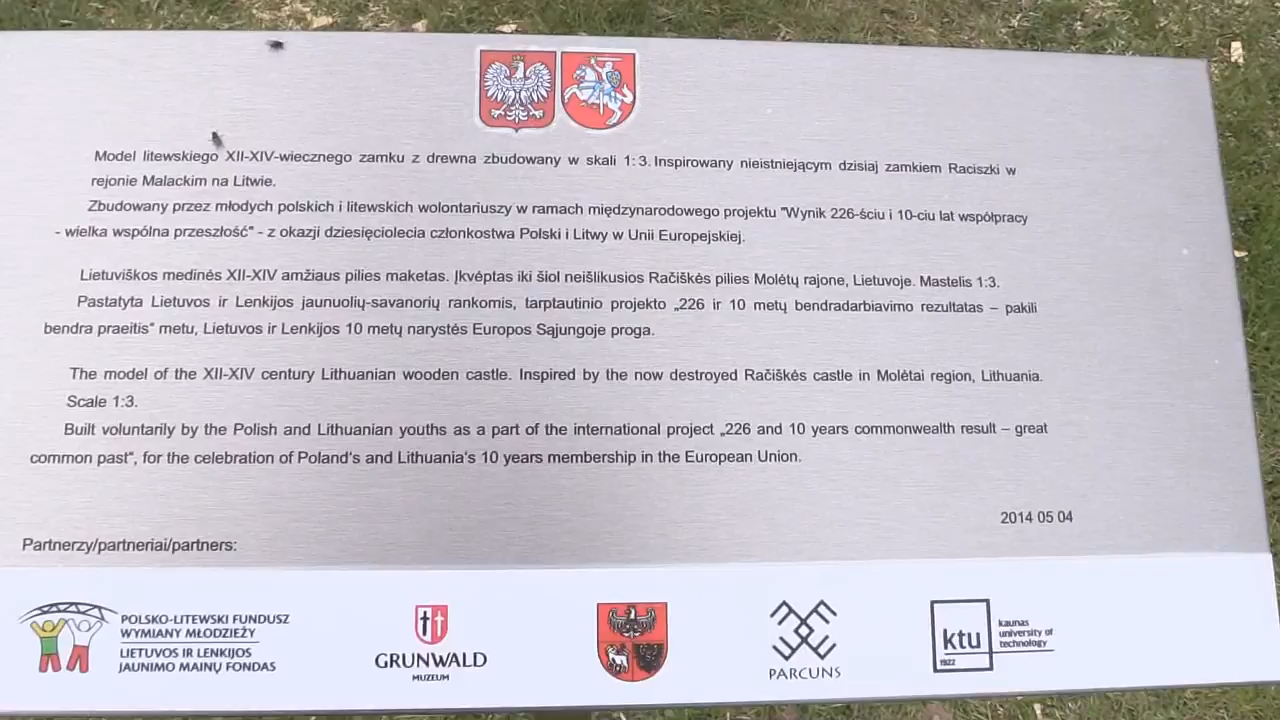 Model litewskiego XII-XIV-wiecznego zamku z drewna zbudowany w skali 1:3. Inspirowany nieistniejącym dzisiaj zamkiem Raciszki w
rejonie Malackim na Litwie.
Zbudowany przez młodych polskich i litewskich wolontariuszy w ramach międzynarodowego projektu "Wynik 226-ściu i 10-ciu lat współpracy
- wielka wspólna przeszłość" - z okazji dziesięciolecia członkostwa Polski i Litwy w Unii Europejskiej.
Lietuviškos medinės XII-XIV amžiaus pilies maketas. Įkvėptas iki šiol neišlikusios Račiškės pilies Molėtų rajone, Lietuvoje. Mastelis 1:3.
Pastatyta Lietuvos ir Lenkijos jaunuolių-savanorių rankomis, tarptautinio projekto „226 ir 10 metų bendradarbiavimo rezultatas – pakili
bendra praeitis“ metu, Lietuvos ir Lenkijos 10 metų narystės Europos Sąjungoje proga.
The model of the XII-XIV century Lithuanian wooden castle. Inspired by the now destroyed Račiškės castle in Molėtai region, Lithuania.
Scale 1:3.
Built voluntarily by the Polish and Lithuanian youths as a part of the international project „226 and 10 years commonwealth result – great
common past“, for the celebration of Poland's and Lithuania's 10 years membership in the European Union.
2014 05 04
Partnerzy/partneriai/partners:
POLSKO-LITEWSKI FUNDUSZ
WYMIANY MŁODZIEŻY
LIETUVOS IR LENKIJOS
JAUNIMO MAINŲ FONDAS
GRUNWALD
MUZEUM
PARCUNS
ktu
1922
kaunas
university of
technology